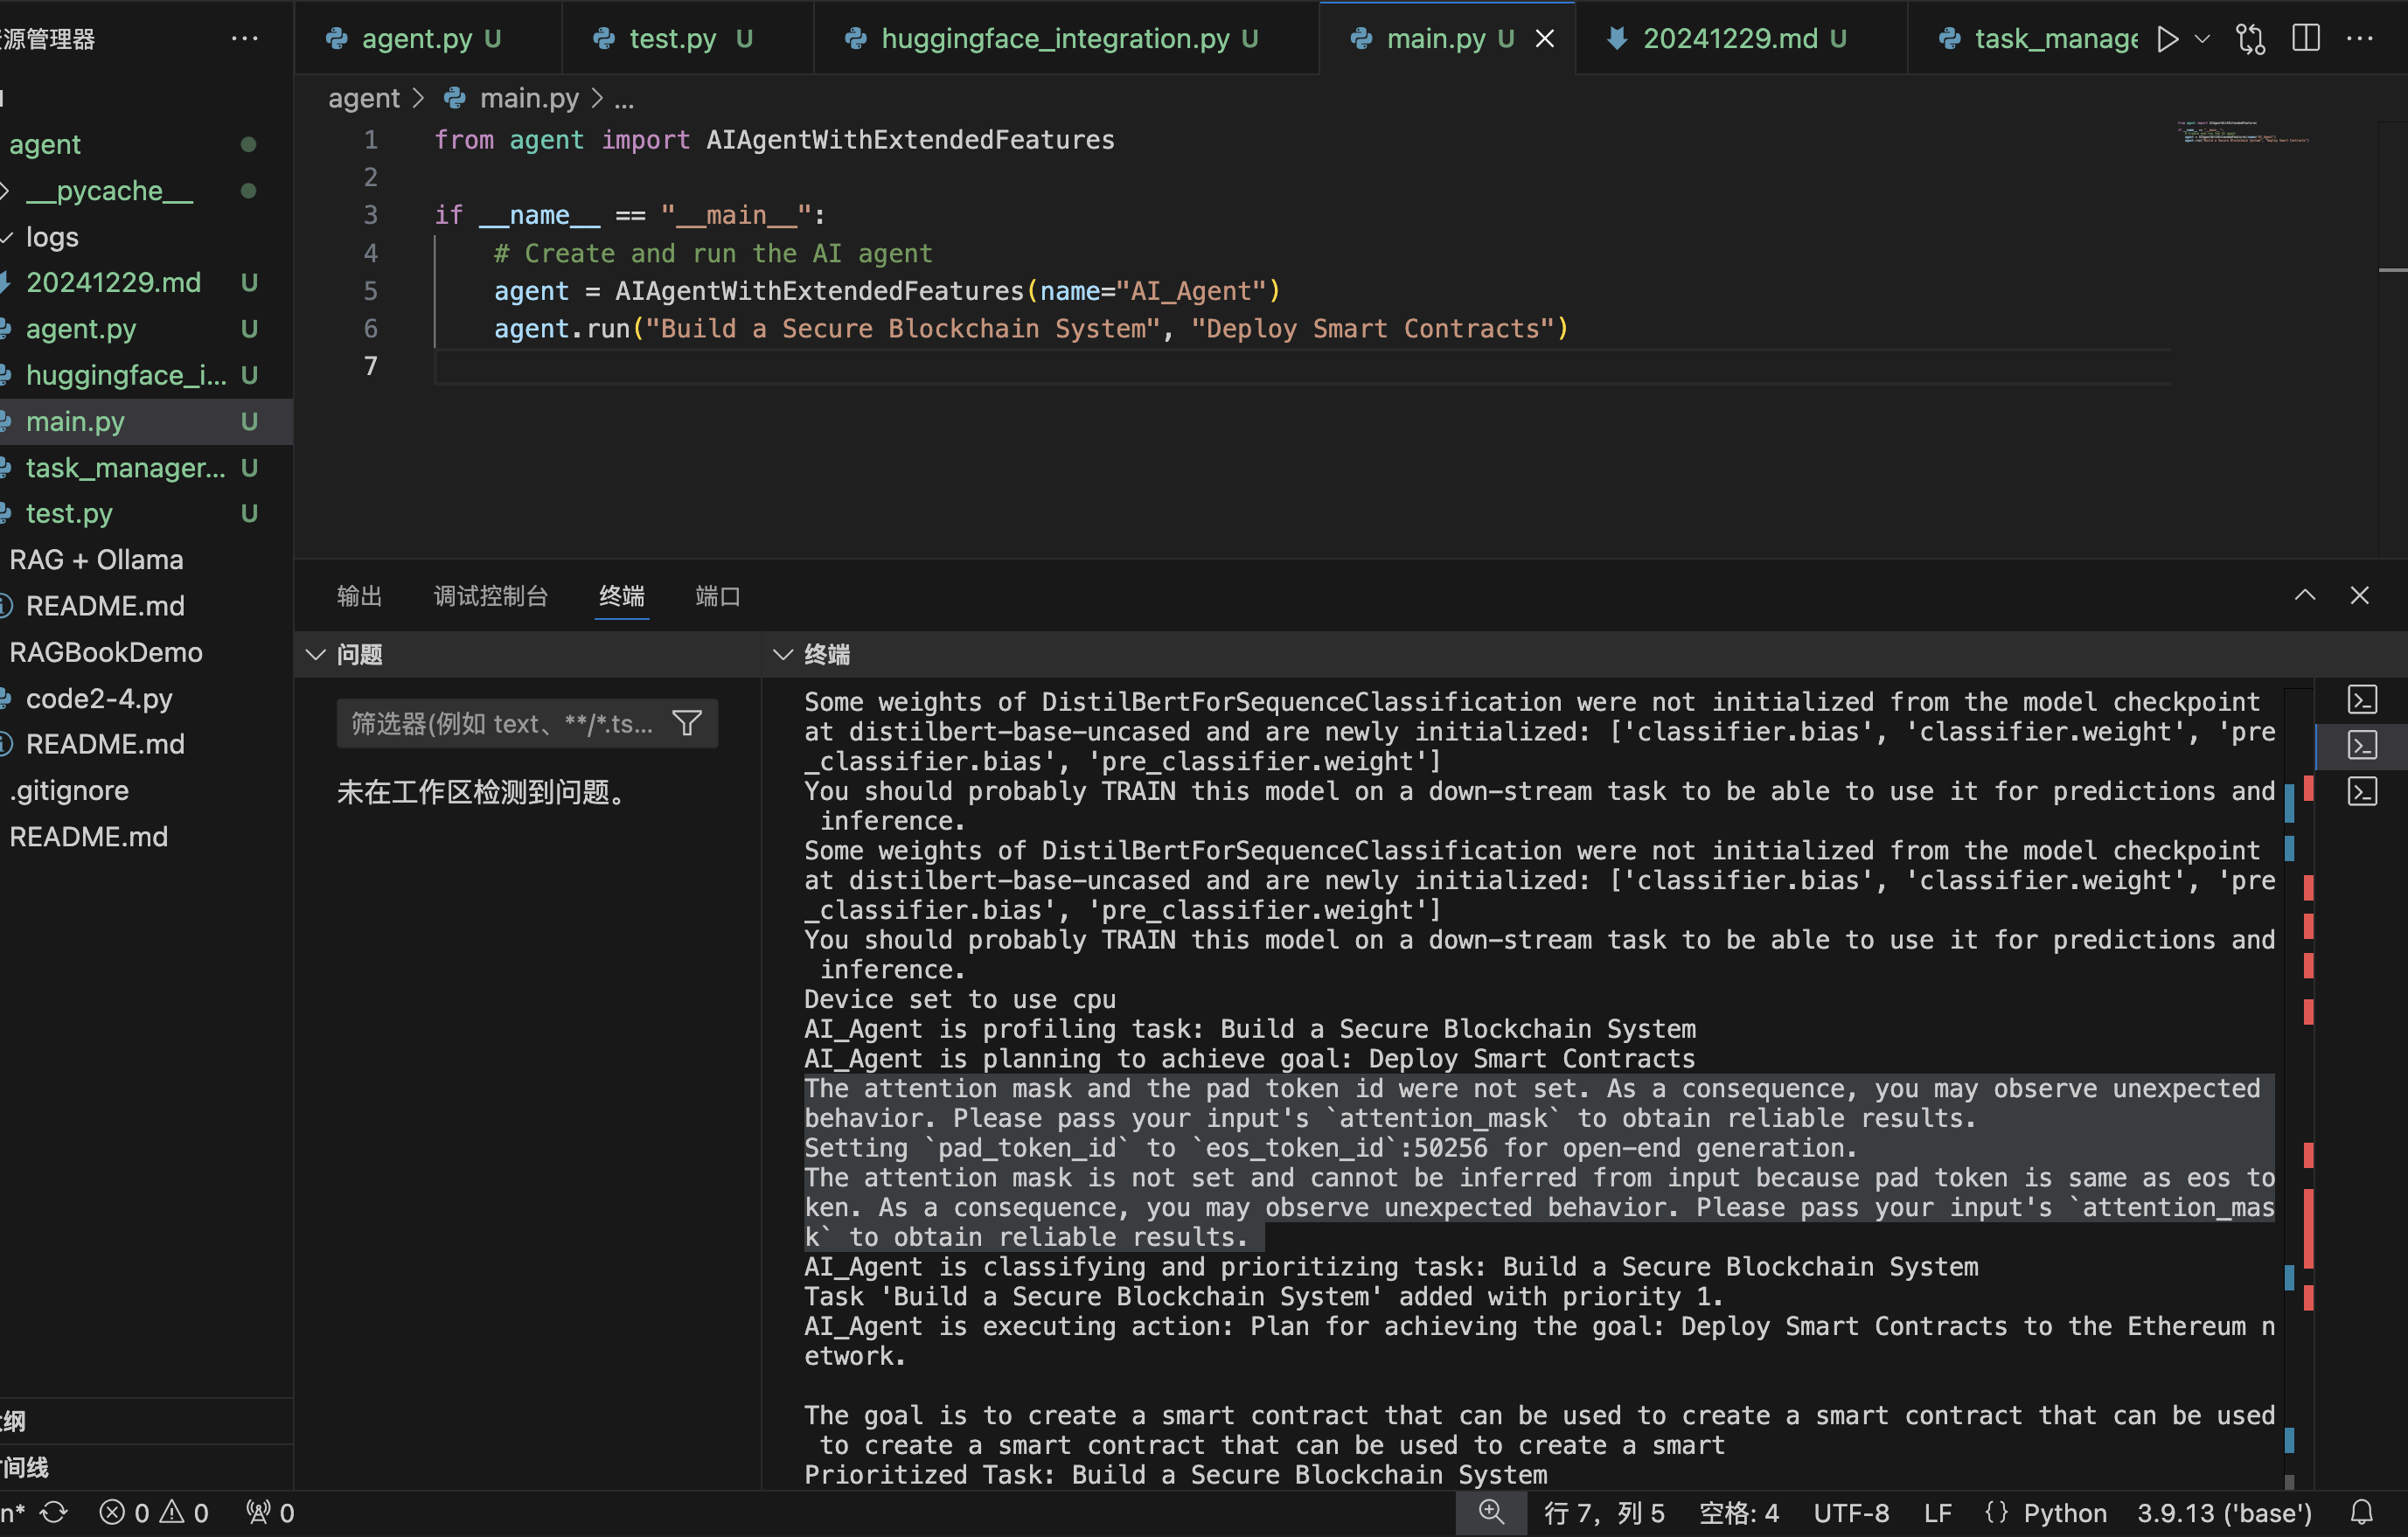 源管理器
agent
__pycache__
logs
20241229.md U
agent.py U
huggingface_i... U
main.py U
task_manager... U
test.py U
RAG + Ollama
README.md
RAGBookDemo
code2-4.py
README.md
.gitignore
README.md
纲
间线
agent.py U test.py U huggingface_integration.py U main.py U 20241229.md U task_manage
agent > main.py > ...
1 from agent import AIAgentWithExtendedFeatures
2
3 if __name__ == "__main__":
4 # Create and run the AI agent
5 agent = AIAgentWithExtendedFeatures(name="AI_Agent")
6 agent.run("Build a Secure Blockchain System", "Deploy Smart Contracts")
7
输出 调试控制台 终端 端口
问题
筛选器(例如 text、**/*.ts...
未在工作区检测到问题。
终端
Some weights of DistilBertForSequenceClassification were not initialized from the model checkpoint
at distilbert-base-uncased and are newly initialized: ['classifier.bias', 'classifier.weight', 'pre
_classifier.bias', 'pre_classifier.weight']
You should probably TRAIN this model on a down-stream task to be able to use it for predictions and
inference.
Some weights of DistilBertForSequenceClassification were not initialized from the model checkpoint
at distilbert-base-uncased and are newly initialized: ['classifier.bias', 'classifier.weight', 'pre
_classifier.bias', 'pre_classifier.weight']
You should probably TRAIN this model on a down-stream task to be able to use it for predictions and
inference.
Device set to use cpu
AI_Agent is profiling task: Build a Secure Blockchain System
AI_Agent is planning to achieve goal: Deploy Smart Contracts
The attention mask and the pad token id were not set. As a consequence, you may observe unexpected
behavior. Please pass your input's `attention_mask` to obtain reliable results.
Setting `pad_token_id` to `eos_token_id`:50256 for open-end generation.
The attention mask is not set and cannot be inferred from input because pad token is same as eos to
ken. As a consequence, you may observe unexpected behavior. Please pass your input's `attention_mas
k` to obtain reliable results.
AI_Agent is classifying and prioritizing task: Build a Secure Blockchain System
Task 'Build a Secure Blockchain System' added with priority 1.
AI_Agent is executing action: Plan for achieving the goal: Deploy Smart Contracts to the Ethereum n
etwork.
The goal is to create a smart contract that can be used to create a smart contract that can be used
to create a smart contract that can be used to create a smart
Prioritized Task: Build a Secure Blockchain System
n* 0 0 0 行 7，列 5 空格: 4 UTF-8 LF {} Python 3.9.13 ('base')